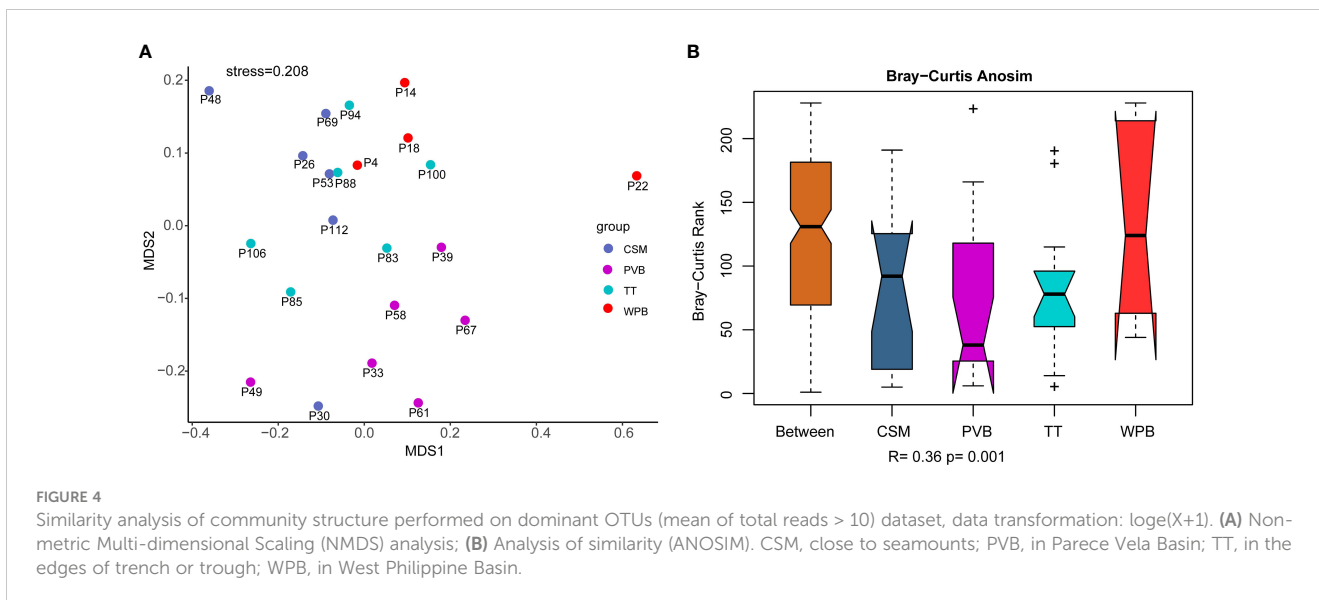 A
stress=0.208
0.2
0.1
0.0
−0.1
−0.2
MDS2
P48
P69
P94
P14
P18
P26
P4
P53
P88
P100
P22
P112
P106
P83
P39
P85
P58
P67
P33
P49
P30
P61
−0.4
−0.2
0.0
0.2
0.4
0.6
MDS1
group
CSM
PVB
TT
WPB
B
Bray−Curtis Anosim
Bray−Curtis Rank
200
150
100
50
0
Between
CSM
PVB
TT
WPB
R= 0.36 p= 0.001
FIGURE 4
Similarity analysis of community structure performed on dominant OTUs (mean of total reads > 10) dataset, data transformation: loge(X+1). (A) Non-
metric Multi-dimensional Scaling (NMDS) analysis; (B) Analysis of similarity (ANOSIM). CSM, close to seamounts; PVB, in Parece Vela Basin; TT, in the
edges of trench or trough; WPB, in West Philippine Basin.